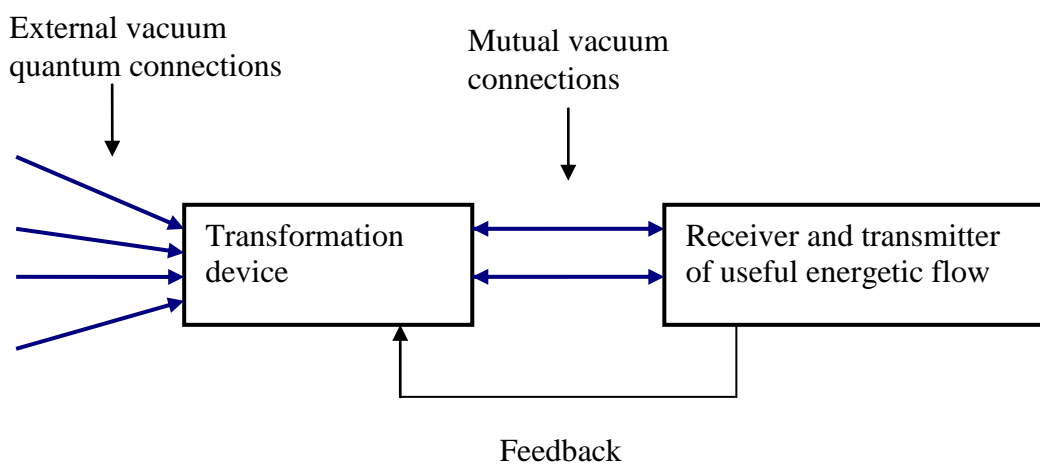 External vacuum
quantum connections
Mutual vacuum
connections
Transformation
device
Receiver and transmitter
of useful energetic flow
Feedback